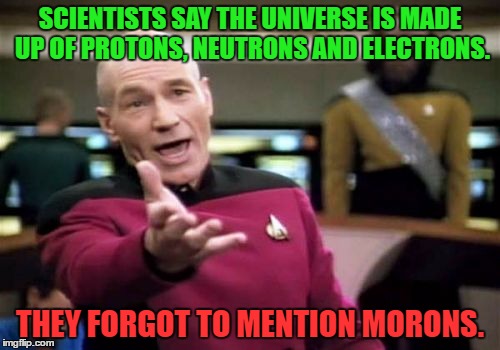 SCIENTISTS SAY THE UNIVERSE IS MADE
UP OF PROTONS, NEUTRONS AND ELECTRONS.
THEY FORGOT TO MENTION MORONS.
imgflip.com